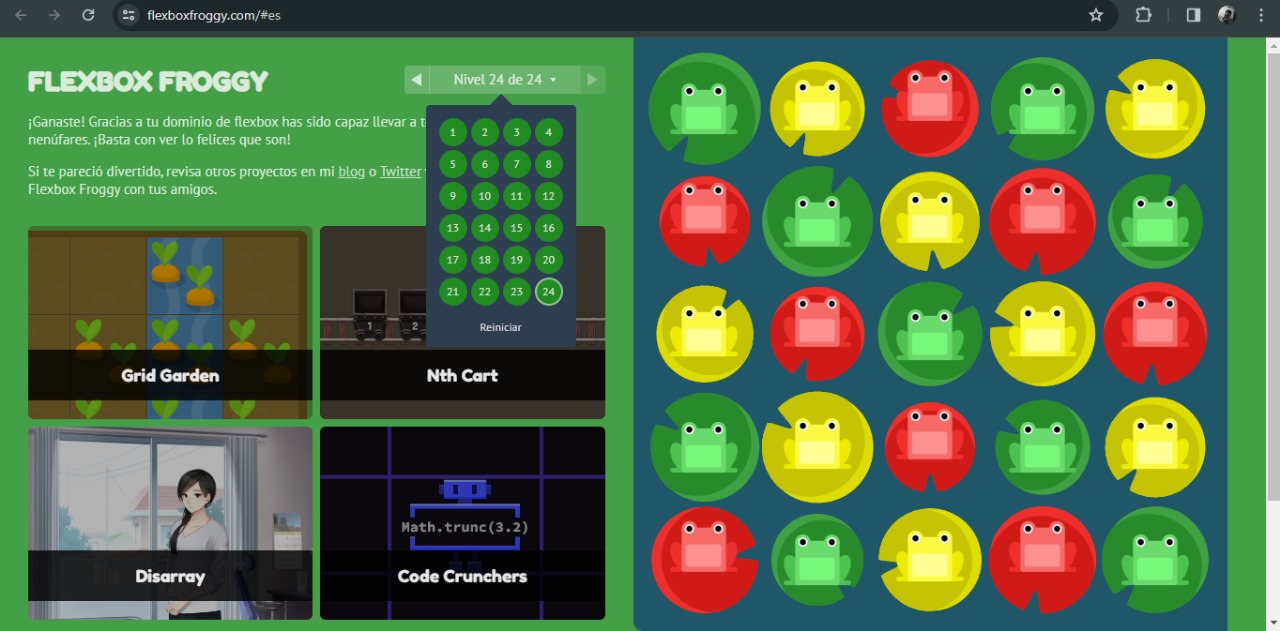 flexboxfroggy.com/#es
FLEXBOX FROGGY
Nivel 24 de 24
¡Ganaste! Gracias a tu dominio de flexbox has sido capaz llevar a t
nenúfares. ¡Basta con ver lo felices que son!
Si te pareció divertido, revisa otros proyectos en mi blog o Twitter
Flexbox Froggy con tus amigos.
1 2 3 4
5 6 7 8
9 10 11 12
13 14 15 16
17 18 19 20
21 22 23 24
Reiniciar
1 2
Grid Garden
Nth Cart
Math.trunc(3.2)
Disarray
Code Crunchers